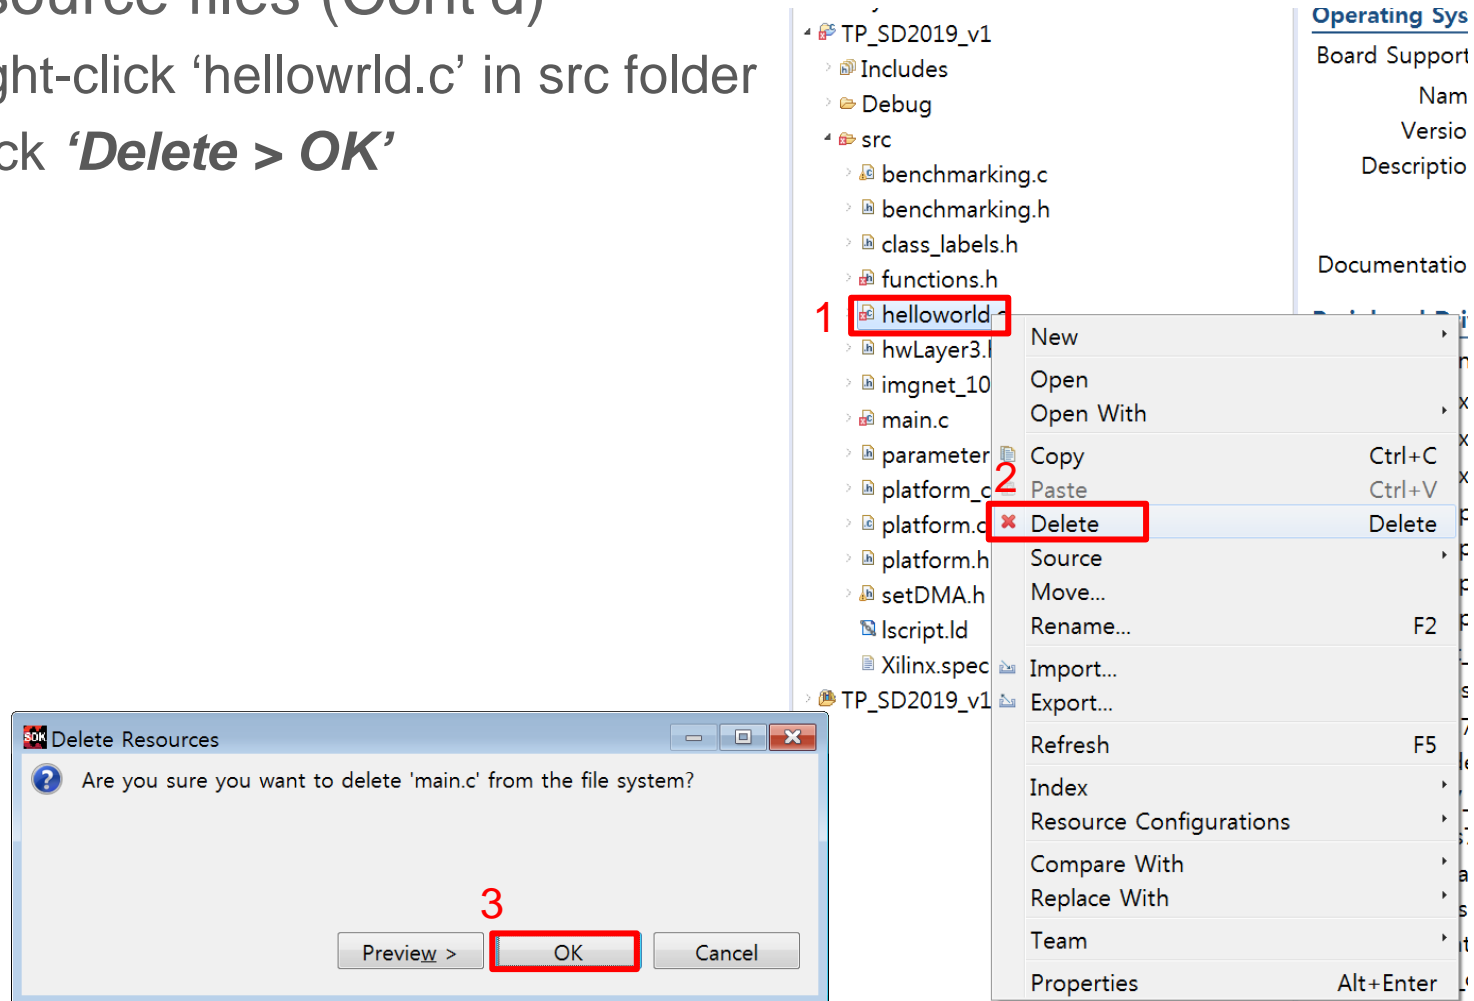 source files (Cont'd)
ght-click ‘hellowrld.c’ in src folder
ck ‘Delete > OK’
TP_SD2019_v1
Includes
Debug
src
benchmarking.c
benchmarking.h
class_labels.h
functions.h
1
helloworld
hwLayer3.h
imgnet_10
main.c
parameter
platform_c
platform.c
platform.h
setDMA.h
lscript.ld
Xilinx.spec
TP_SD2019_v1
Operating Sys
Board Support
Nam
Versio
Descriptio
Documentatio
New
Open
Open With
Copy Ctrl+C
2
Paste Ctrl+V
Delete Delete
Source
Move...
Rename... F2
Import...
Export...
Refresh F5
Index
Resource Configurations
Compare With
Replace With
Team
Properties Alt+Enter
SDK Delete Resources
Are you sure you want to delete 'main.c' from the file system?
3
Preview >
OK
Cancel